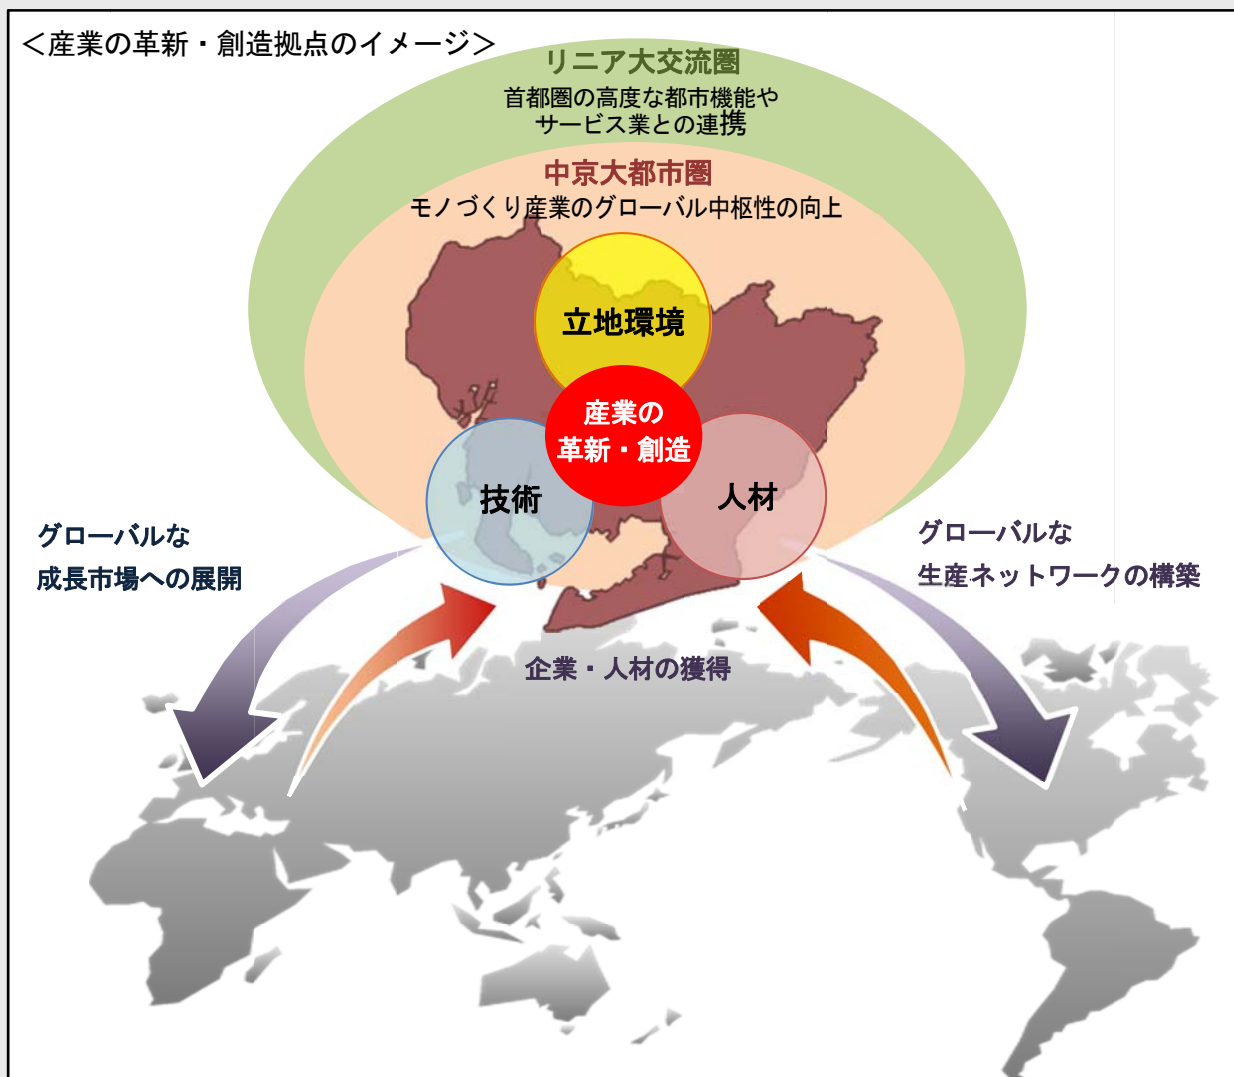 ＜産業の革新・創造拠点のイメージ＞
リニア大交流圏
首都圏の高度な都市機能や
サービス業との連携
中京大都市圏
モノづくり産業のグローバル中枢性の向上
立地環境
産業の
革新・創造
技術
人材
グローバルな
成長市場への展開
グローバルな
生産ネットワークの構築
企業・人材の獲得